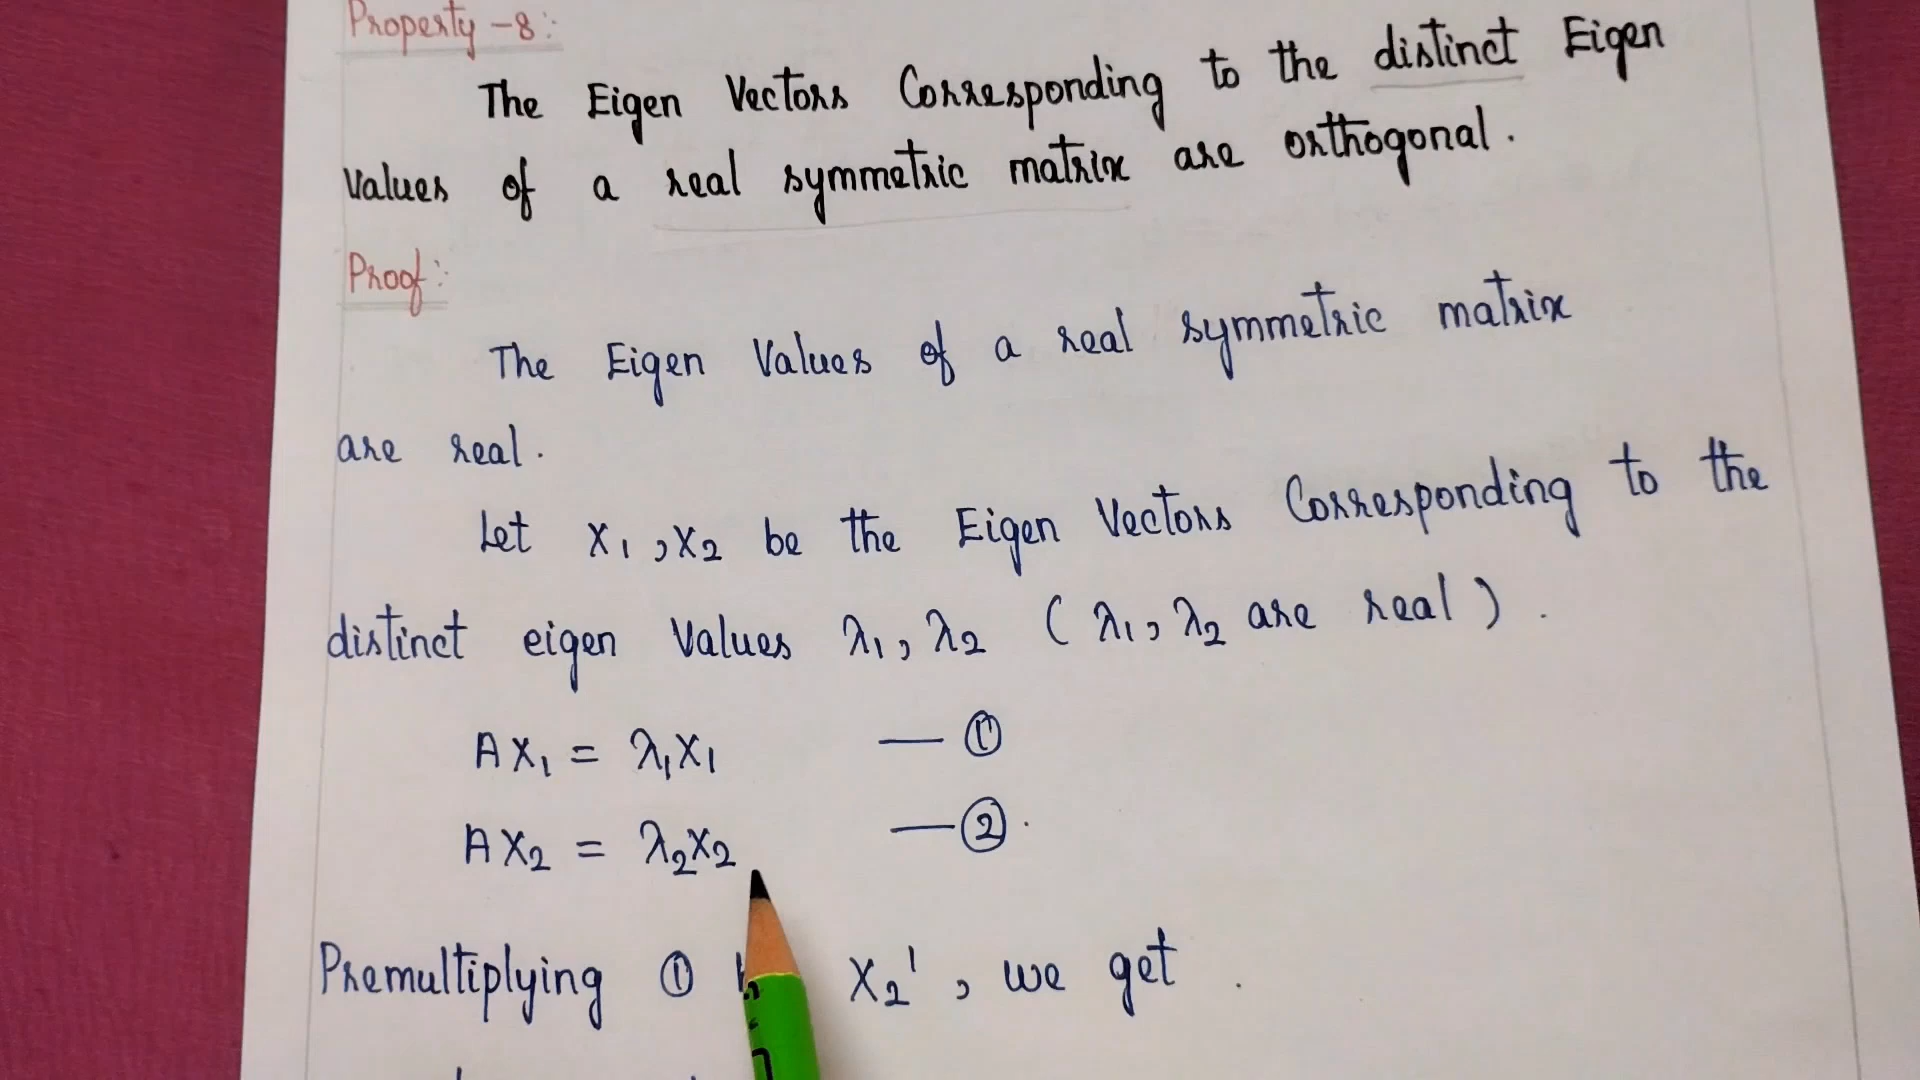 Property - 8:
The Eigen Vectors Corresponding to the distinct Eigen
Values of a real symmetric matrix are orthogonal.
Proof:
The Eigen Values of a real symmetric matrix
are real.
Let X₁, X₂ be the Eigen Vectors Corresponding to the
distinct eigen Values λ₁, λ₂ (λ₁, λ₂ are real).
AX₁ = λ₁X₁ — ①
AX₂ = λ₂X₂ — ②.
Premultiplying ① X₂', we get.